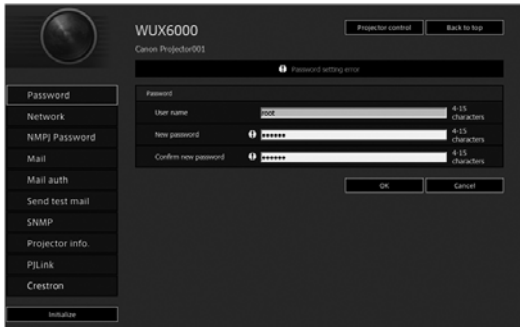 WUX6000
Projector control
Back to top
Canon Projector001
Password setting error
Password
Network
NMPJ Password
Mail
Mail auth
Send test mail
SNMP
Projector info.
PJLink
Crestron
Initialize
Password
User name
root
4-15
characters
New password
••••••
4-15
characters
Confirm new password
••••••
4-15
characters
OK
Cancel